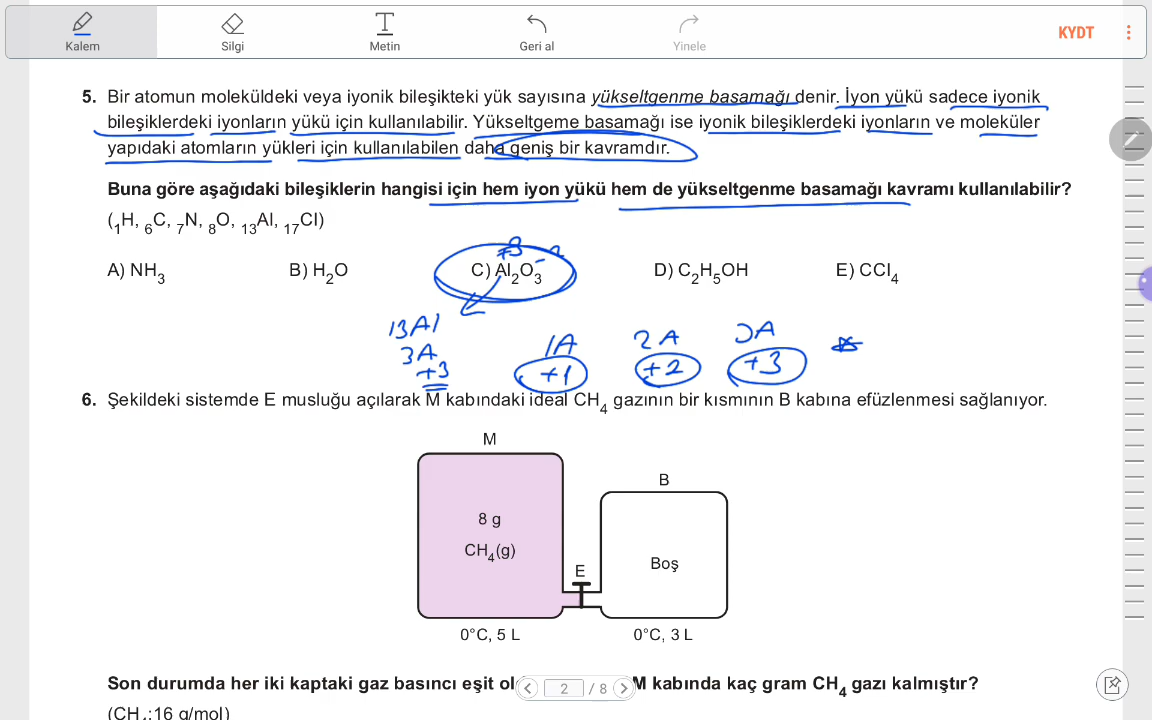 Kalem Silgi Metin Geri al Yinele KYDT
5. Bir atomun moleküldeki veya iyonik bileşikteki yük sayısına yükseltgenme basamağı denir. İyon yükü sadece iyonik
bileşiklerdeki iyonların yükü için kullanılabilir. Yükseltgeme basamağı ise iyonik bileşiklerdeki iyonların ve moleküler
yapıdaki atomların yükleri için kullanılabilen daha geniş bir kavramdır.
Buna göre aşağıdaki bileşiklerin hangisi için hem iyon yükü hem de yükseltgenme basamağı kavramı kullanılabilir?
(₁H, ₆C, ₇N, ₈O, ₁₃Al, ₁₇Cl)
+3 -2
A) NH₃ B) H₂O C) Al₂O₃ D) C₂H₅OH E) CCl₄
13Al 1A 2A 3A
3A +1 +2 +3
+3
6. Şekildeki sistemde E musluğu açılarak M kabındaki ideal CH₄ gazının bir kısmının B kabına efüzlenmesi sağlanıyor.
M
B
8 g
CH₄(g)
E
Boş
0°C, 5 L 0°C, 3 L
Son durumda her iki kaptaki gaz basıncı eşit ol M kabında kaç gram CH₄ gazı kalmıştır?
2 / 8
(CH₄:16 g/mol)